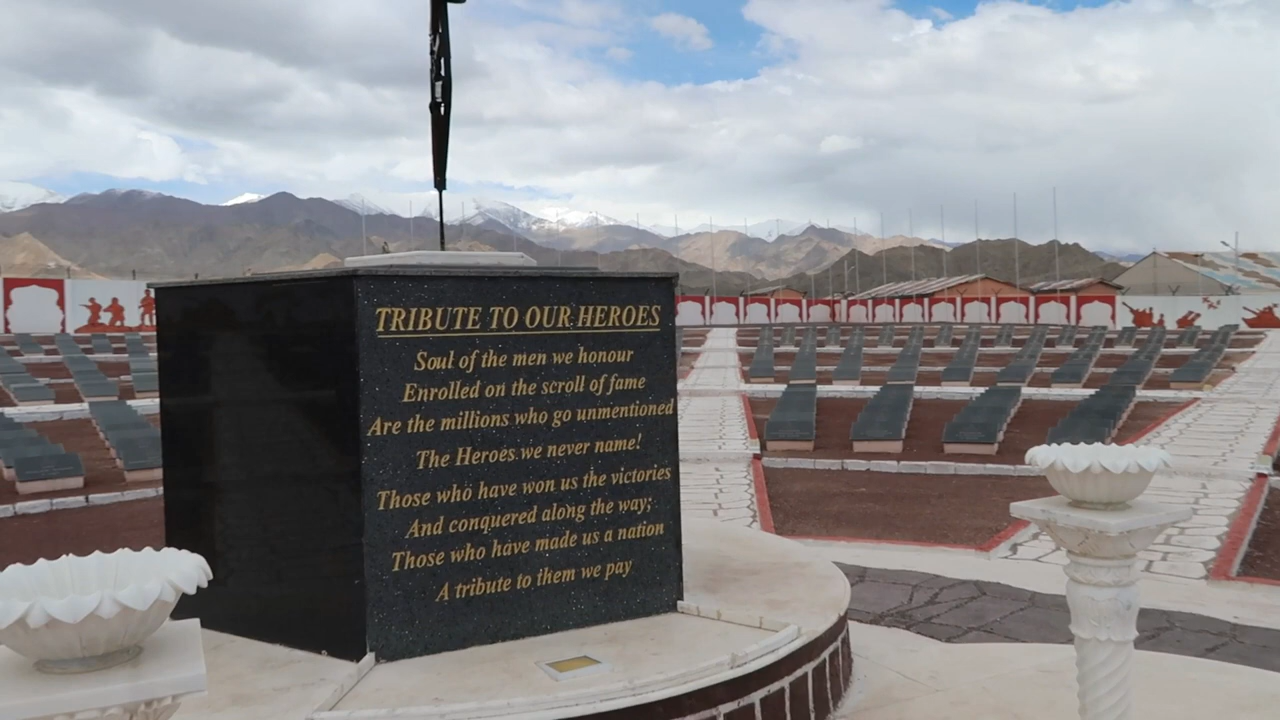 TRIBUTE TO OUR HEROES
Soul of the men we honour
Enrolled on the scroll of fame
Are the millions who go unmentioned
The Heroes we never name!
Those who have won us the victories
And conquered along the way;
Those who have made us a nation
A tribute to them we pay